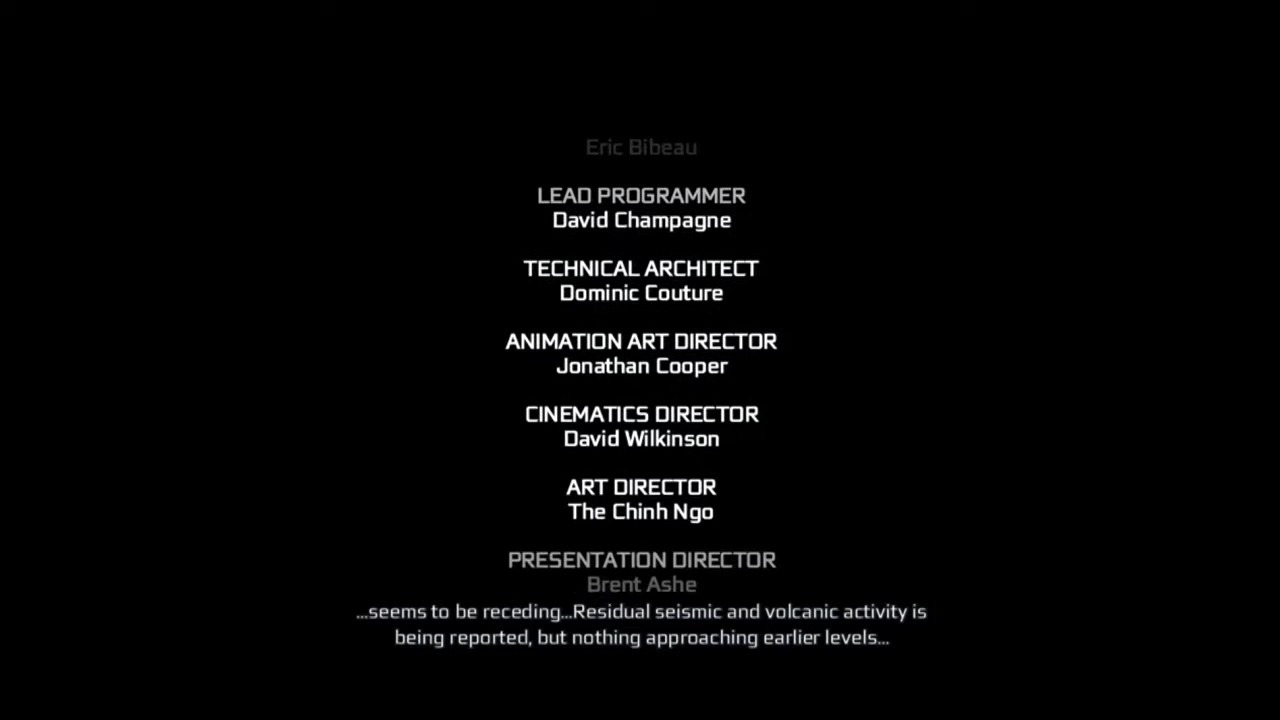 Eric Bibeau
LEAD PROGRAMMER
David Champagne
TECHNICAL ARCHITECT
Dominic Couture
ANIMATION ART DIRECTOR
Jonathan Cooper
CINEMATICS DIRECTOR
David Wilkinson
ART DIRECTOR
The Chinh Ngo
PRESENTATION DIRECTOR
Brent Ashe
...seems to be receding...Residual seismic and volcanic activity is
being reported, but nothing approaching earlier levels...